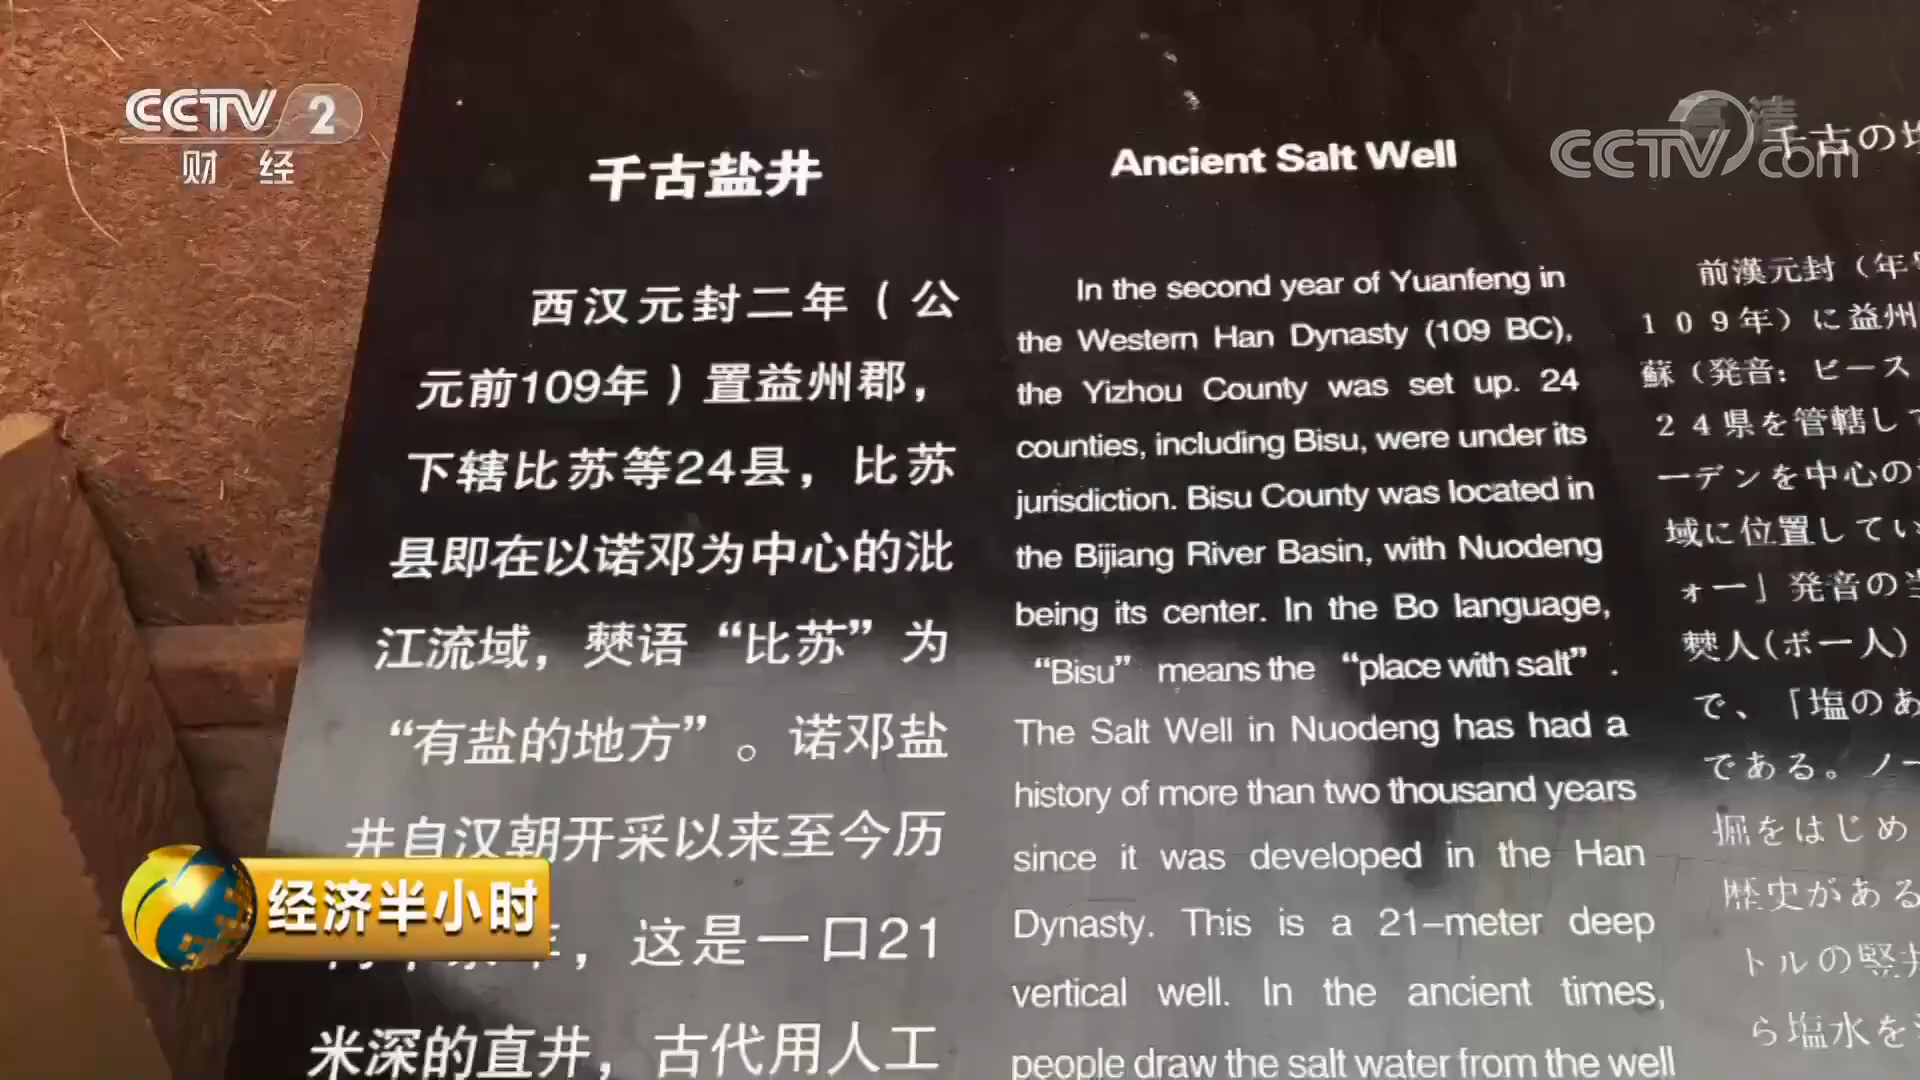 CCTV 2
财 经
高清
CCTV.com
千古盐井
西汉元封二年（公
元前109年）置益州郡，
下辖比苏等24县，比苏
县即在以诺邓为中心的沘
江流域，僰语“比苏”为
“有盐的地方”。诺邓盐
井自汉朝开采以来至今历
，这是一口21
米深的直井，古代用人工
Ancient Salt Well
In the second year of Yuanfeng in
the Western Han Dynasty (109 BC),
the Yizhou County was set up. 24
counties, including Bisu, were under its
jurisdiction. Bisu County was located in
the Bijiang River Basin, with Nuodeng
being its center. In the Bo language,
“Bisu” means the “place with salt”.
The Salt Well in Nuodeng has had a
history of more than two thousand years
since it was developed in the Han
Dynasty. This is a 21–meter deep
vertical well. In the ancient times,
people draw the salt water from the well
千古の
前漢元封（年
１０９年）に益州
蘇（発音：ビース
２４県を管轄して
ーデンを中心の
域に位置してい
ォー」発音の
僰人(ボー人)
で、「塩のあ
である。ノー
掘をはじめ
歴史がある
トルの竪井
ら塩水を
经济半小时